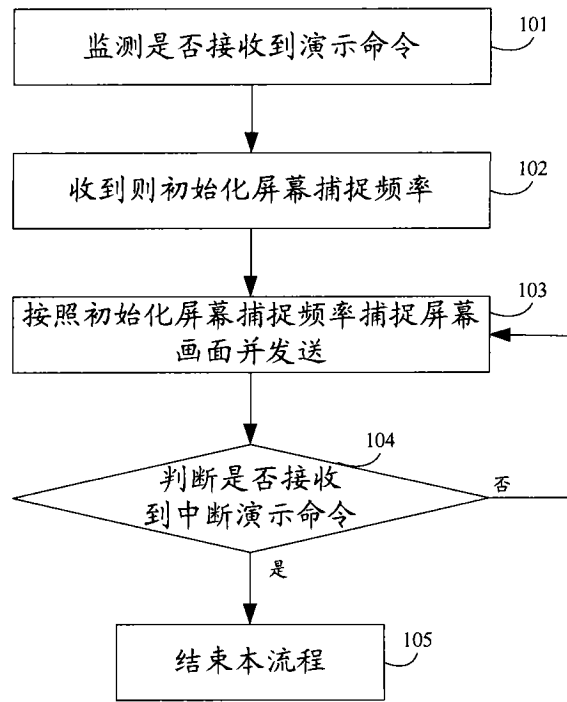 监测是否接收到演示命令
101
收到则初始化屏幕捕捉频率
102
按照初始化屏幕捕捉频率捕捉屏幕
画面并发送
103
判断是否接收
到中断演示命令
104
否
是
结束本流程
105